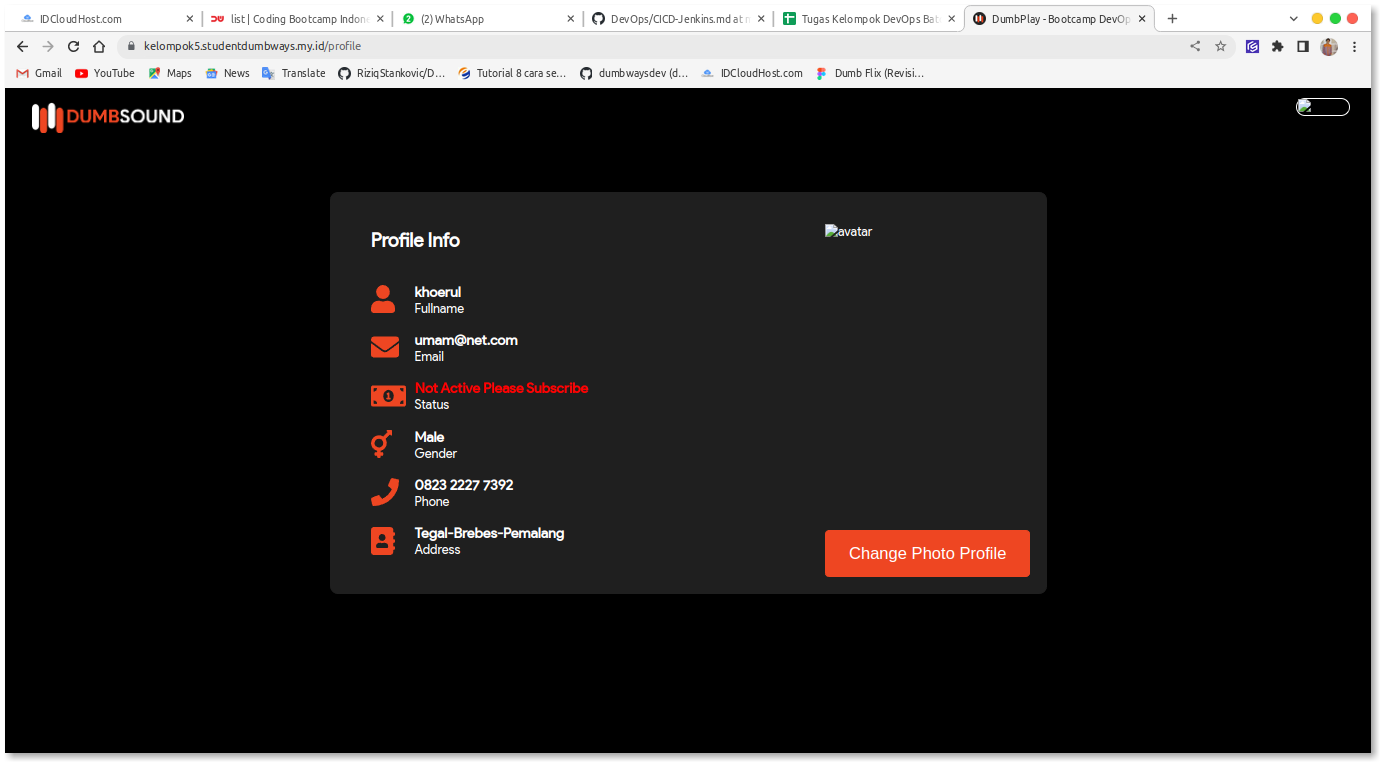 IDCloudHost.com
list | Coding Bootcamp Indone
(2) WhatsApp
DevOps/CICD-Jenkins.md at m
Tugas Kelompok DevOps Bat
DumbPlay - Bootcamp DevOp
kelompok5.studentdumbways.my.id/profile
Gmail
YouTube
Maps
News
Translate
RiziqStankovic/D...
Tutorial 8 cara se...
dumbwaysdev (d...
IDCloudHost.com
Dumb Flix (Revisi...
DUMBSOUND
Profile Info
avatar
khoerul
Fullname
umam@net.com
Email
Not Active Please Subscribe
Status
Male
Gender
0823 2227 7392
Phone
Tegal-Brebes-Pemalang
Address
Change Photo Profile